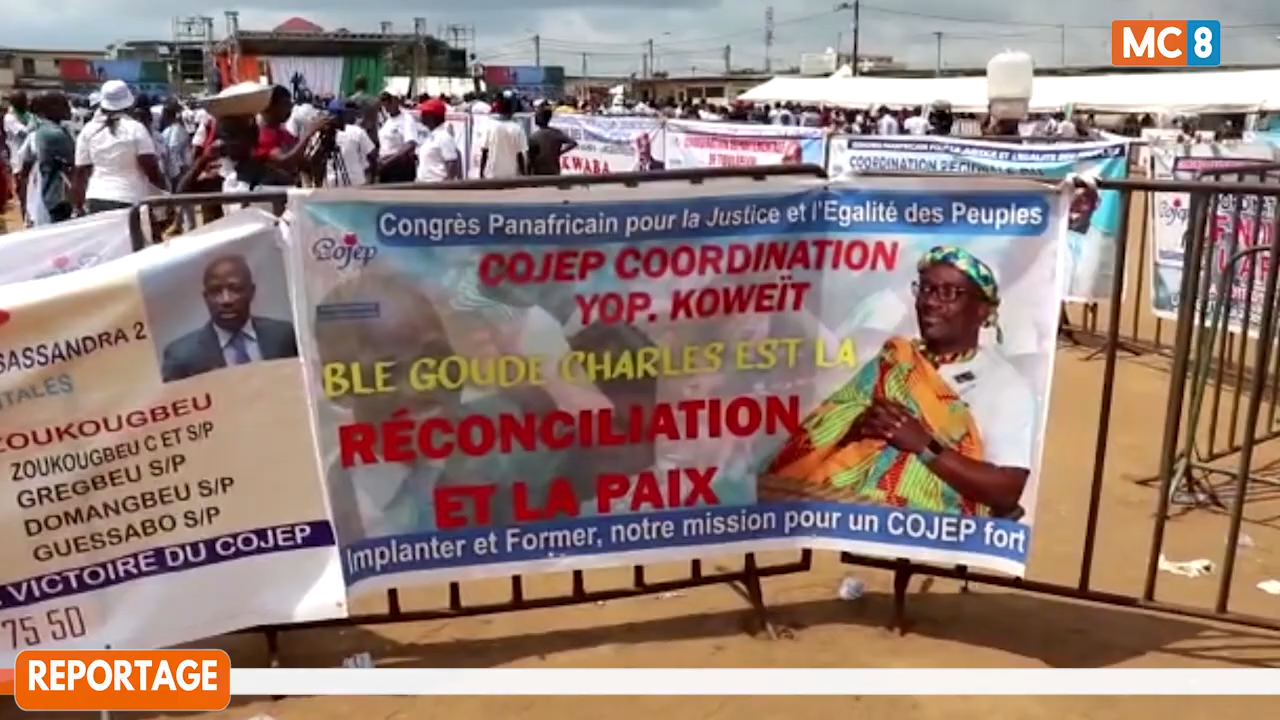 MC8
KWABA
COORDINATION
Cojep
Congrès Panafricain pour la Justice et l'Egalité des Peuples
Cojep
COJEP COORDINATION
YOP. KOWEÏT
BLE GOUDE CHARLES EST LA
RÉCONCILIATION
ET LA PAIX
Implanter et Former, notre mission pour un COJEP fort
SASSANDRA 2
ZOUKOUGBEU
ZOUKOUGBEU C ET S/P
GREGBEU S/P
DOMANGBEU S/P
GUESSABO S/P
VICTOIRE DU COJEP
75 50
REPORTAGE